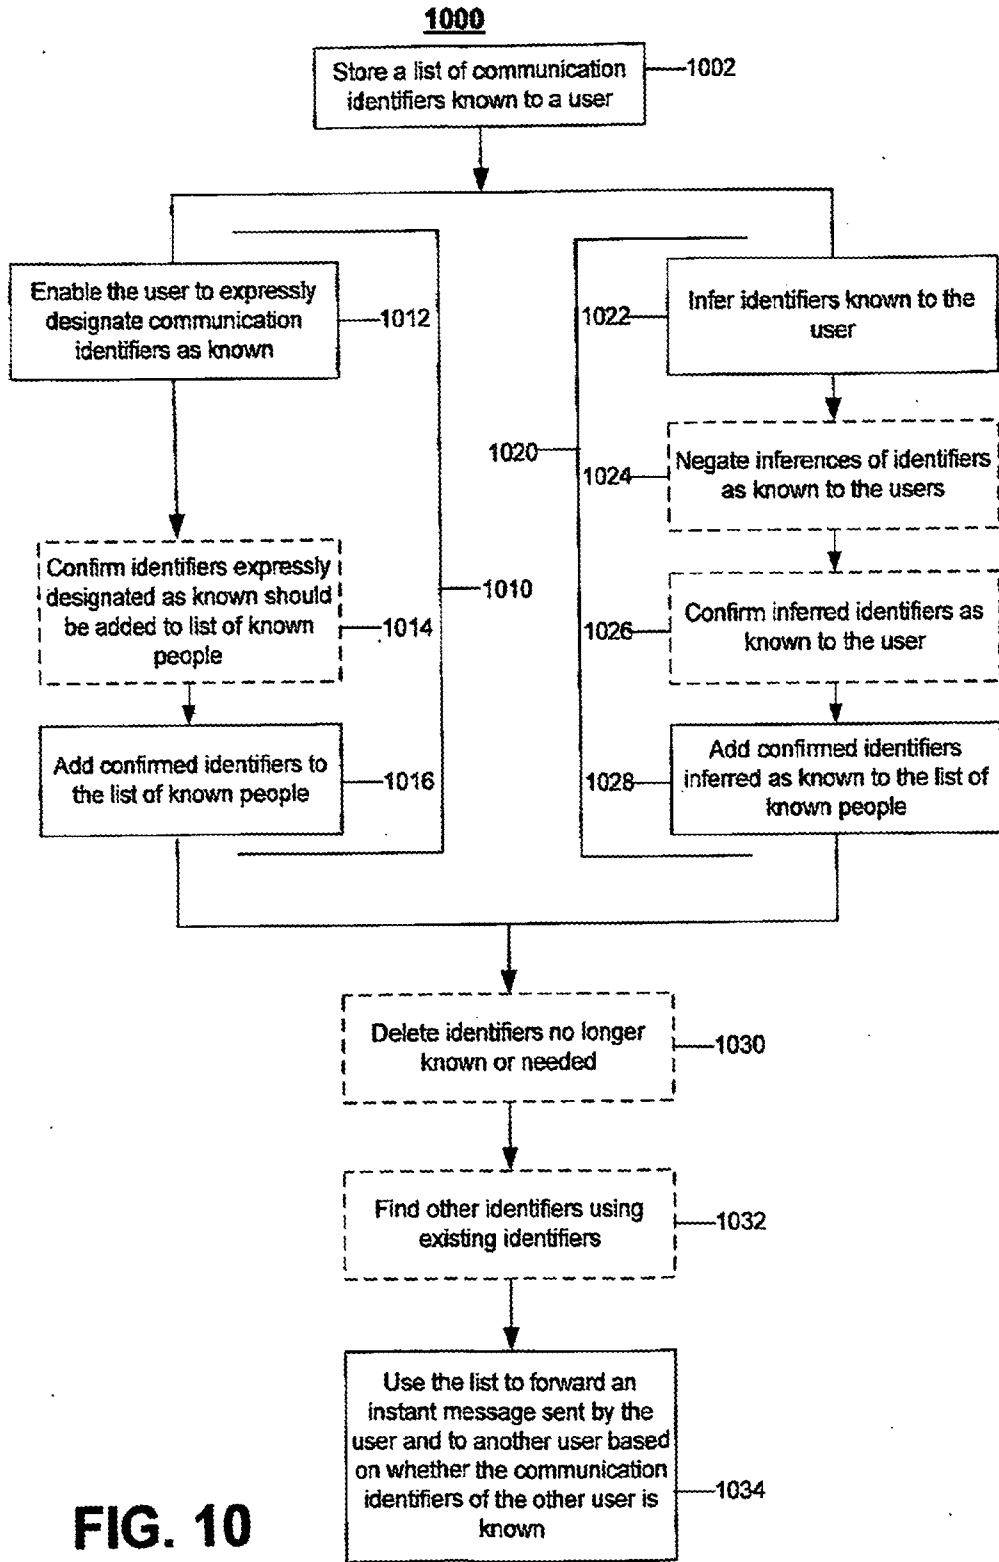 1000
Store a list of communication
identifiers known to a user
1002
Enable the user to expressly
designate communication
identifiers as known
1012
Confirm identifiers expressly
designated as known should
be added to list of known
people
1014
1010
Add confirmed identifiers to
the list of known people
1016
1022
Infer identifiers known to the
user
1020
1024
Negate inferences of identifiers
as known to the users
1026
Confirm inferred identifiers as
known to the user
1028
Add confirmed identifiers
inferred as known to the list of
known people
Delete identifiers no longer
known or needed
1030
Find other identifiers using
existing identifiers
1032
Use the list to forward an
instant message sent by the
user and to another user based
on whether the communication
identifiers of the other user is
known
1034
FIG. 10